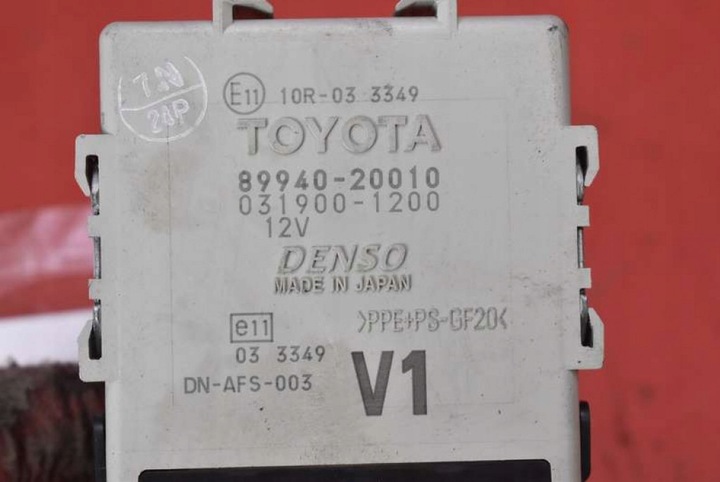 7.N
24P
E11 10R-03 3349
TOYOTA
89940-20010
031900-1200
12V
DENSO
MADE IN JAPAN
e11 >PPE+PS-GF20<
03 3349
DN-AFS-003
V1